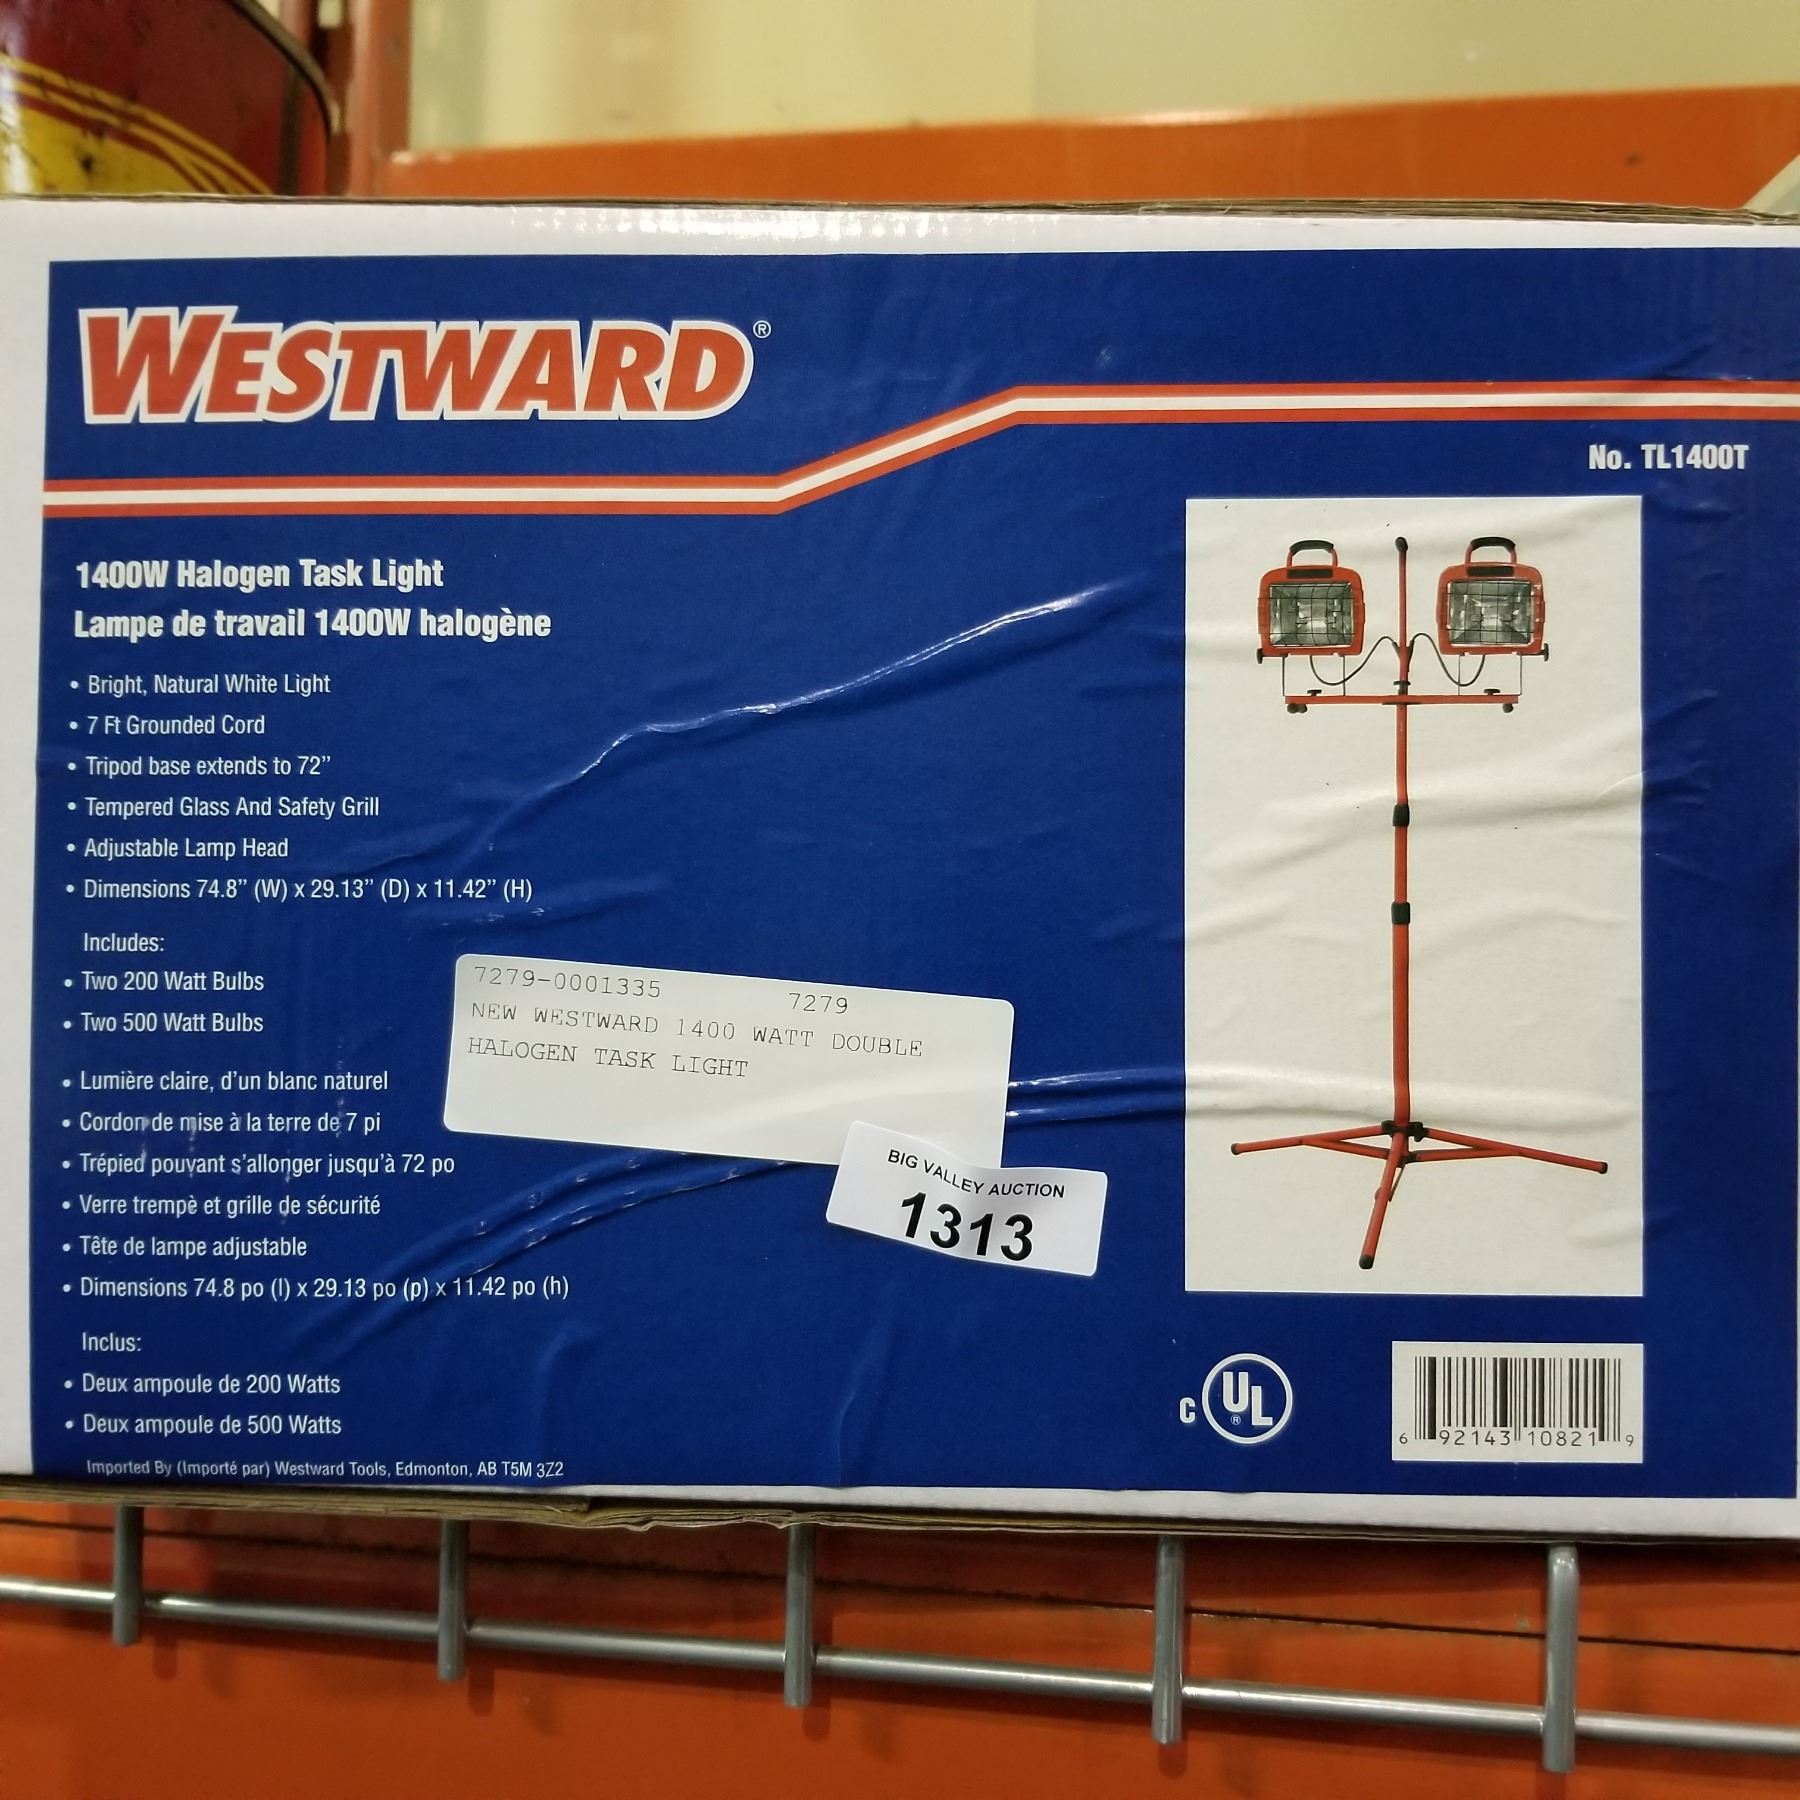 WESTWARD®
No. TL1400T
1400W Halogen Task Light
Lampe de travail 1400W halogène
• Bright, Natural White Light
• 7 Ft Grounded Cord
• Tripod base extends to 72”
• Tempered Glass And Safety Grill
• Adjustable Lamp Head
• Dimensions 74.8” (W) x 29.13” (D) x 11.42” (H)
Includes:
• Two 200 Watt Bulbs
• Two 500 Watt Bulbs
• Lumière claire, d’un blanc naturel
• Cordon de mise à la terre de 7 pi
• Trépied pouvant s’allonger jusqu’à 72 po
• Verre trempè et grille de sécurité
• Tête de lampe adjustable
• Dimensions 74.8 po (l) x 29.13 po (p) x 11.42 po (h)
Inclus:
• Deux ampoule de 200 Watts
• Deux ampoule de 500 Watts
Imported By (Importé par) Westward Tools, Edmonton, AB T5M 3Z2
7279-0001335 7279
NEW WESTWARD 1400 WATT DOUBLE
HALOGEN TASK LIGHT
BIG VALLEY AUCTION
1313
C UL ®
6 92143 10821 9